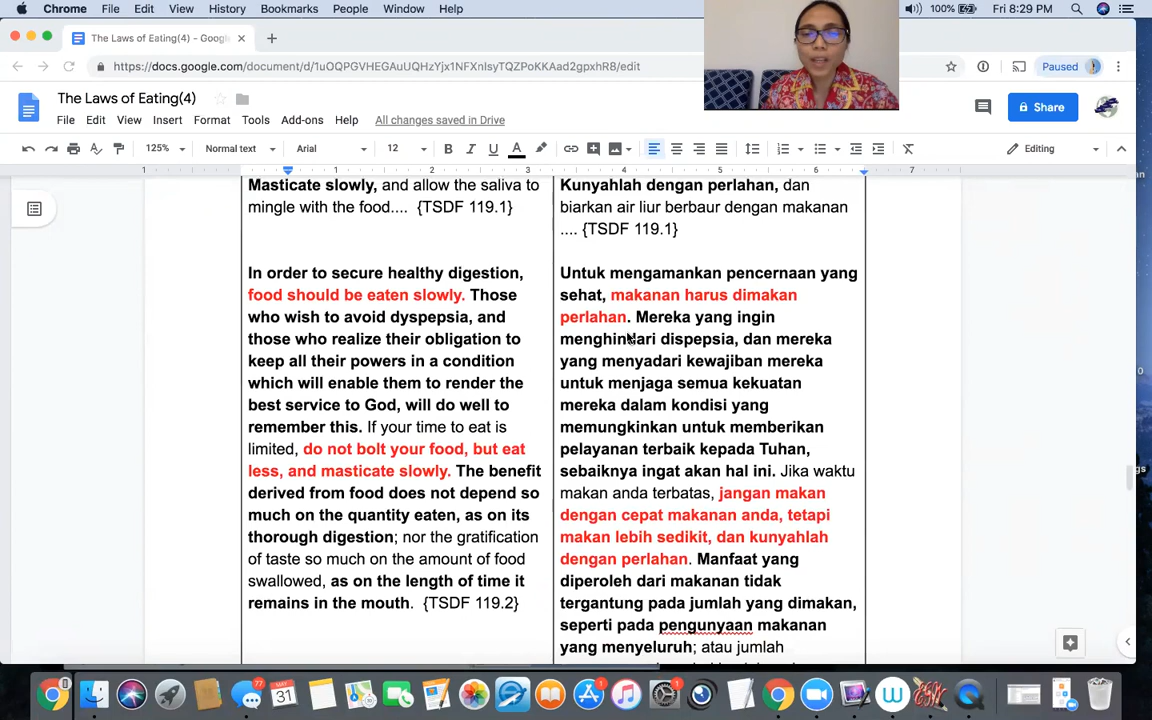 Chrome File Edit View History Bookmarks People Window Help 100% Fri 8:29 PM
The Laws of Eating(4) - Googl
https://docs.google.com/document/d/1uOQPGVHEGAuUQHzYjx1NFXnlsyTQZPoKKAad2gpxhR8/edit Paused
The Laws of Eating(4)
Share
File Edit View Insert Format Tools Add-ons Help All changes saved in Drive
125% Normal text Arial 12 B I U A Editing
1 1 2 3 4 5 6 7
Masticate slowly, and allow the saliva to
mingle with the food.... {TSDF 119.1}
In order to secure healthy digestion,
food should be eaten slowly. Those
who wish to avoid dyspepsia, and
those who realize their obligation to
keep all their powers in a condition
which will enable them to render the
best service to God, will do well to
remember this. If your time to eat is
limited, do not bolt your food, but eat
less, and masticate slowly. The benefit
derived from food does not depend so
much on the quantity eaten, as on its
thorough digestion; nor the gratification
of taste so much on the amount of food
swallowed, as on the length of time it
remains in the mouth. {TSDF 119.2}
Kunyahlah dengan perlahan, dan
biarkan air liur berbaur dengan makanan
.... {TSDF 119.1}
Untuk mengamankan pencernaan yang
sehat, makanan harus dimakan
perlahan. Mereka yang ingin
menghindari dispepsia, dan mereka
yang menyadari kewajiban mereka
untuk menjaga semua kekuatan
mereka dalam kondisi yang
memungkinkan untuk memberikan
pelayanan terbaik kepada Tuhan,
sebaiknya ingat akan hal ini. Jika waktu
makan anda terbatas, jangan makan
dengan cepat makanan anda, tetapi
makan lebih sedikit, dan kunyahlah
dengan perlahan. Manfaat yang
diperoleh dari makanan tidak
tergantung pada jumlah yang dimakan,
seperti pada pengunyaan makanan
yang menyeluruh; atau jumlah
77
MAY
31
1
1
W